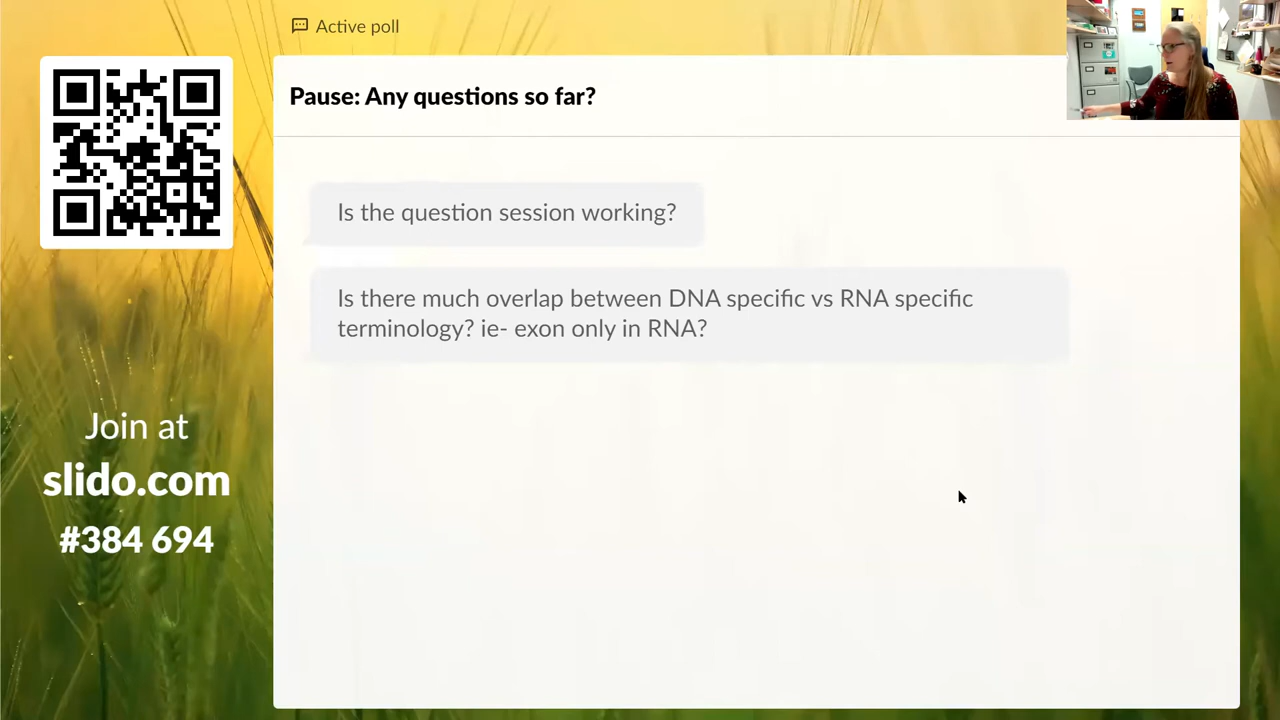 Active poll
Pause: Any questions so far?
Is the question session working?
Is there much overlap between DNA specific vs RNA specific
terminology? ie- exon only in RNA?
Join at
slido.com
#384 694